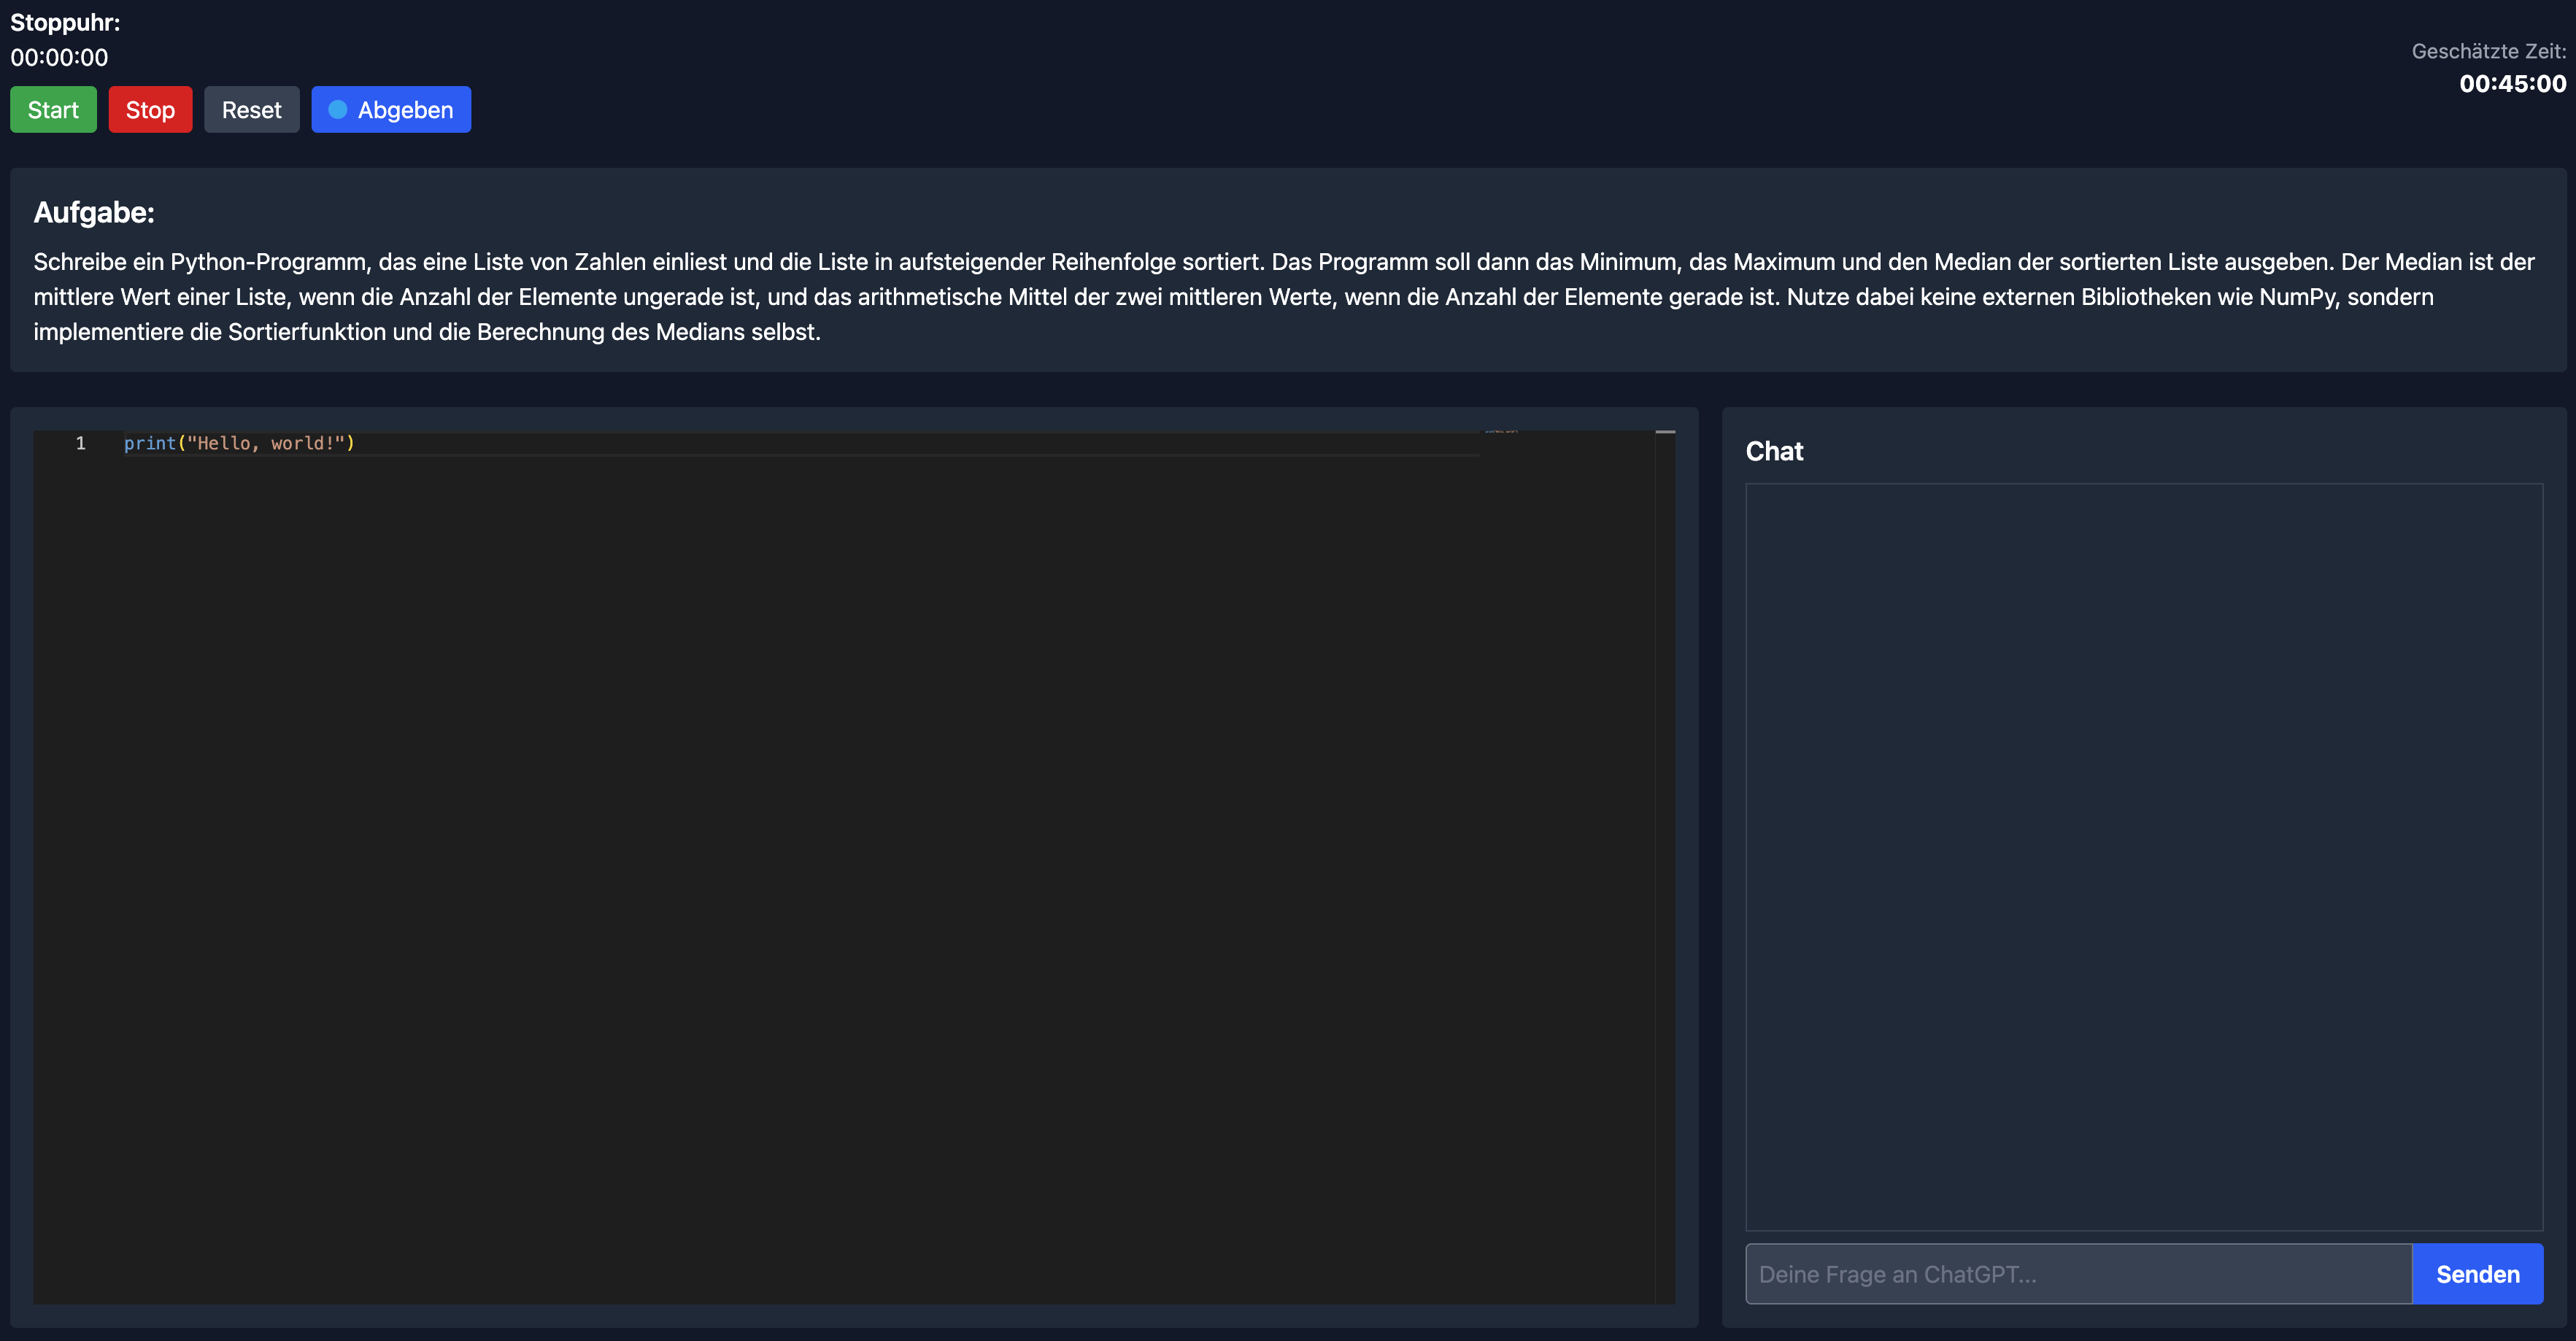 Stoppuhr:
00:00:00
Start Stop Reset Abgeben
Geschätzte Zeit:
00:45:00
Aufgabe:
Schreibe ein Python-Programm, das eine Liste von Zahlen einliest und die Liste in aufsteigender Reihenfolge sortiert. Das Programm soll dann das Minimum, das Maximum und den Median der sortierten Liste ausgeben. Der Median ist der
mittlere Wert einer Liste, wenn die Anzahl der Elemente ungerade ist, und das arithmetische Mittel der zwei mittleren Werte, wenn die Anzahl der Elemente gerade ist. Nutze dabei keine externen Bibliotheken wie NumPy, sondern
implementiere die Sortierfunktion und die Berechnung des Medians selbst.
1 print("Hello, world!")
Chat
Deine Frage an ChatGPT...
Senden